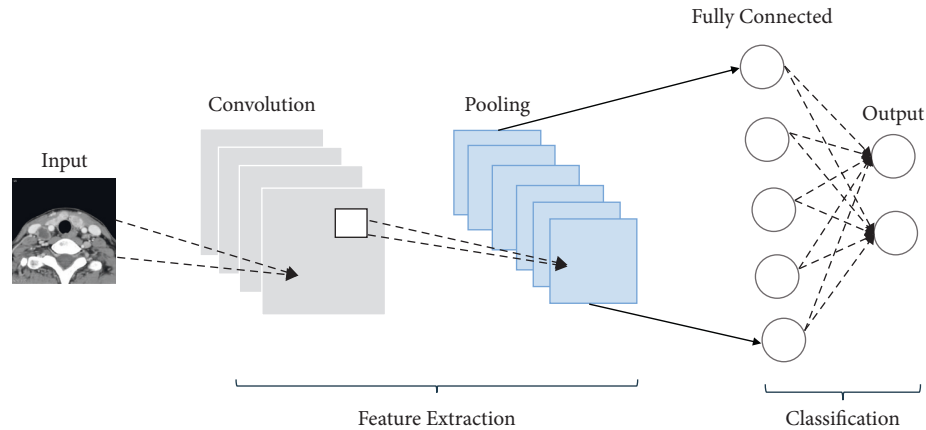 Fully Connected
Convolution
Pooling
Output
Input
Feature Extraction
Classification